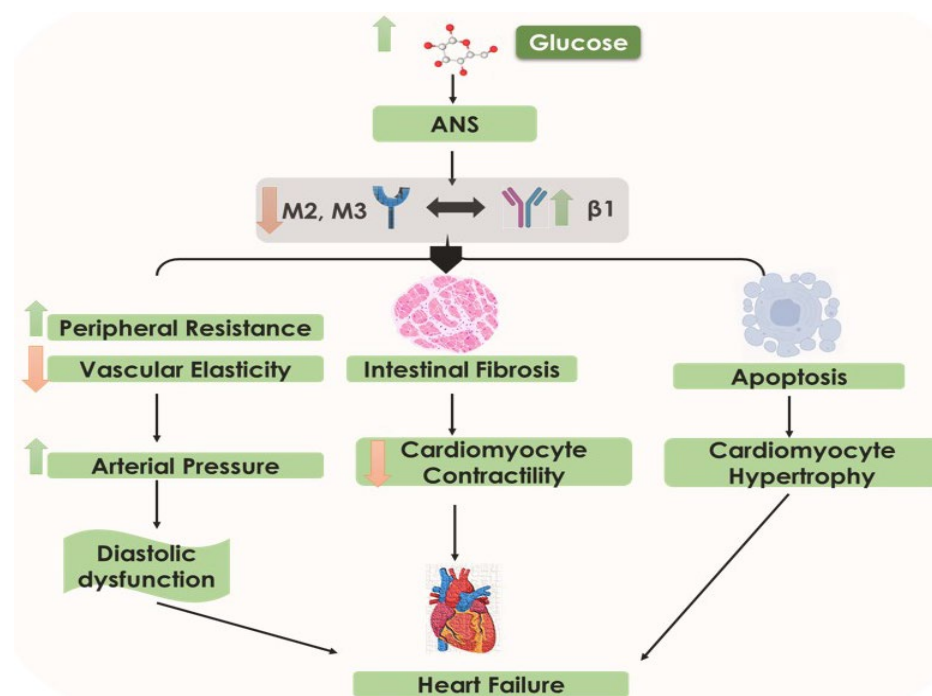 Glucose
ANS
M2, M3
β1
Peripheral Resistance
Vascular Elasticity
Intestinal Fibrosis
Apoptosis
Arterial Pressure
Cardiomyocyte
Contractility
Cardiomyocyte
Hypertrophy
Diastolic
dysfunction
Heart Failure